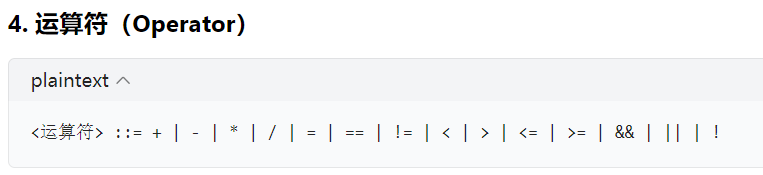 4. 运算符（Operator）
plaintext
<运算符> ::= + | - | * | / | = | == | != | < | > | <= | >= | && | || | !